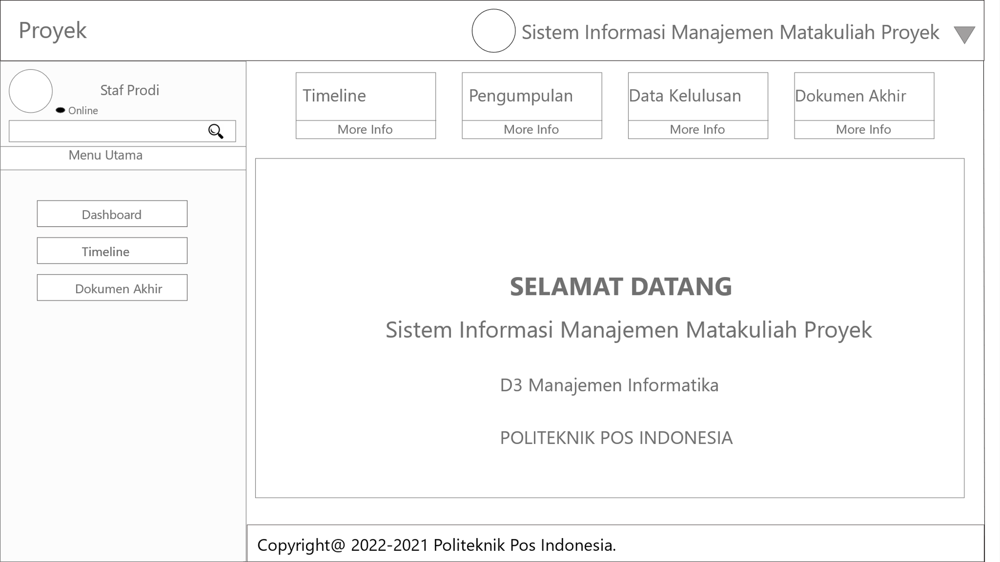 Proyek
Sistem Informasi Manajemen Matakuliah Proyek
Staf Prodi
Online
Menu Utama
Dashboard
Timeline
Dokumen Akhir
Timeline
More Info
Pengumpulan
More Info
Data Kelulusan
More Info
Dokumen Akhir
More Info
SELAMAT DATANG
Sistem Informasi Manajemen Matakuliah Proyek
D3 Manajemen Informatika
POLITEKNIK POS INDONESIA
Copyright@ 2022-2021 Politeknik Pos Indonesia.